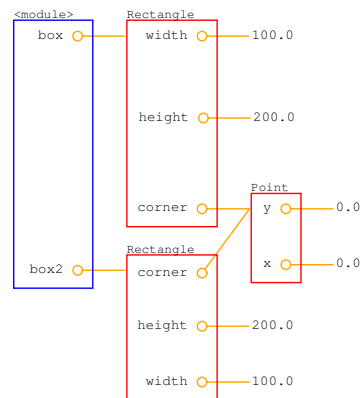 <module>
box
box2
Rectangle
width 100.0
height 200.0
corner
Point
y 0.0
x 0.0
Rectangle
corner
height 200.0
width 100.0